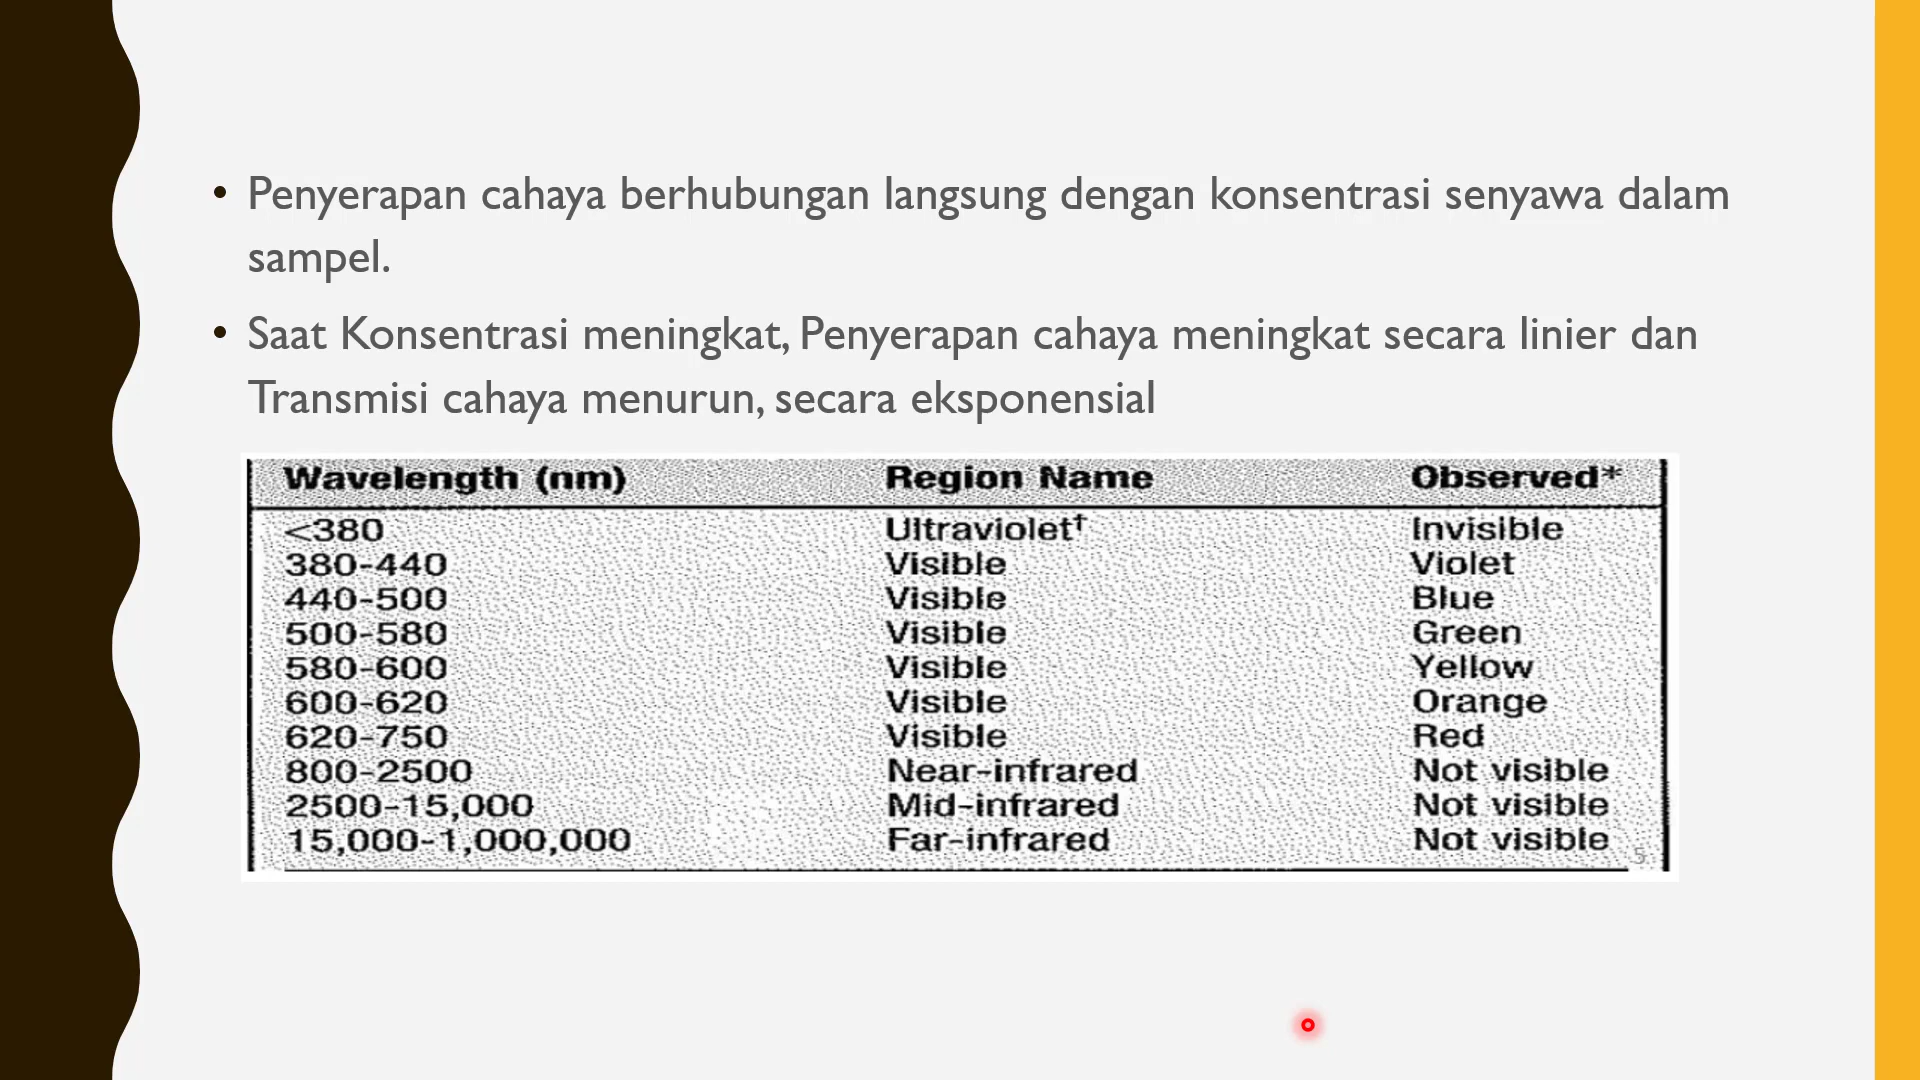 • Penyerapan cahaya berhubungan langsung dengan konsentrasi senyawa dalam
sampel.
• Saat Konsentrasi meningkat, Penyerapan cahaya meningkat secara linier dan
Transmisi cahaya menurun, secara eksponensial
Wavelength (nm) Region Name Observed*
<380 Ultraviolet† Invisible
380-440 Visible Violet
440-500 Visible Blue
500-580 Visible Green
580-600 Visible Yellow
600-620 Visible Orange
620-750 Visible Red
800-2500 Near-infrared Not visible
2500-15,000 Mid-infrared Not visible
15,000-1,000,000 Far-infrared Not visible
5